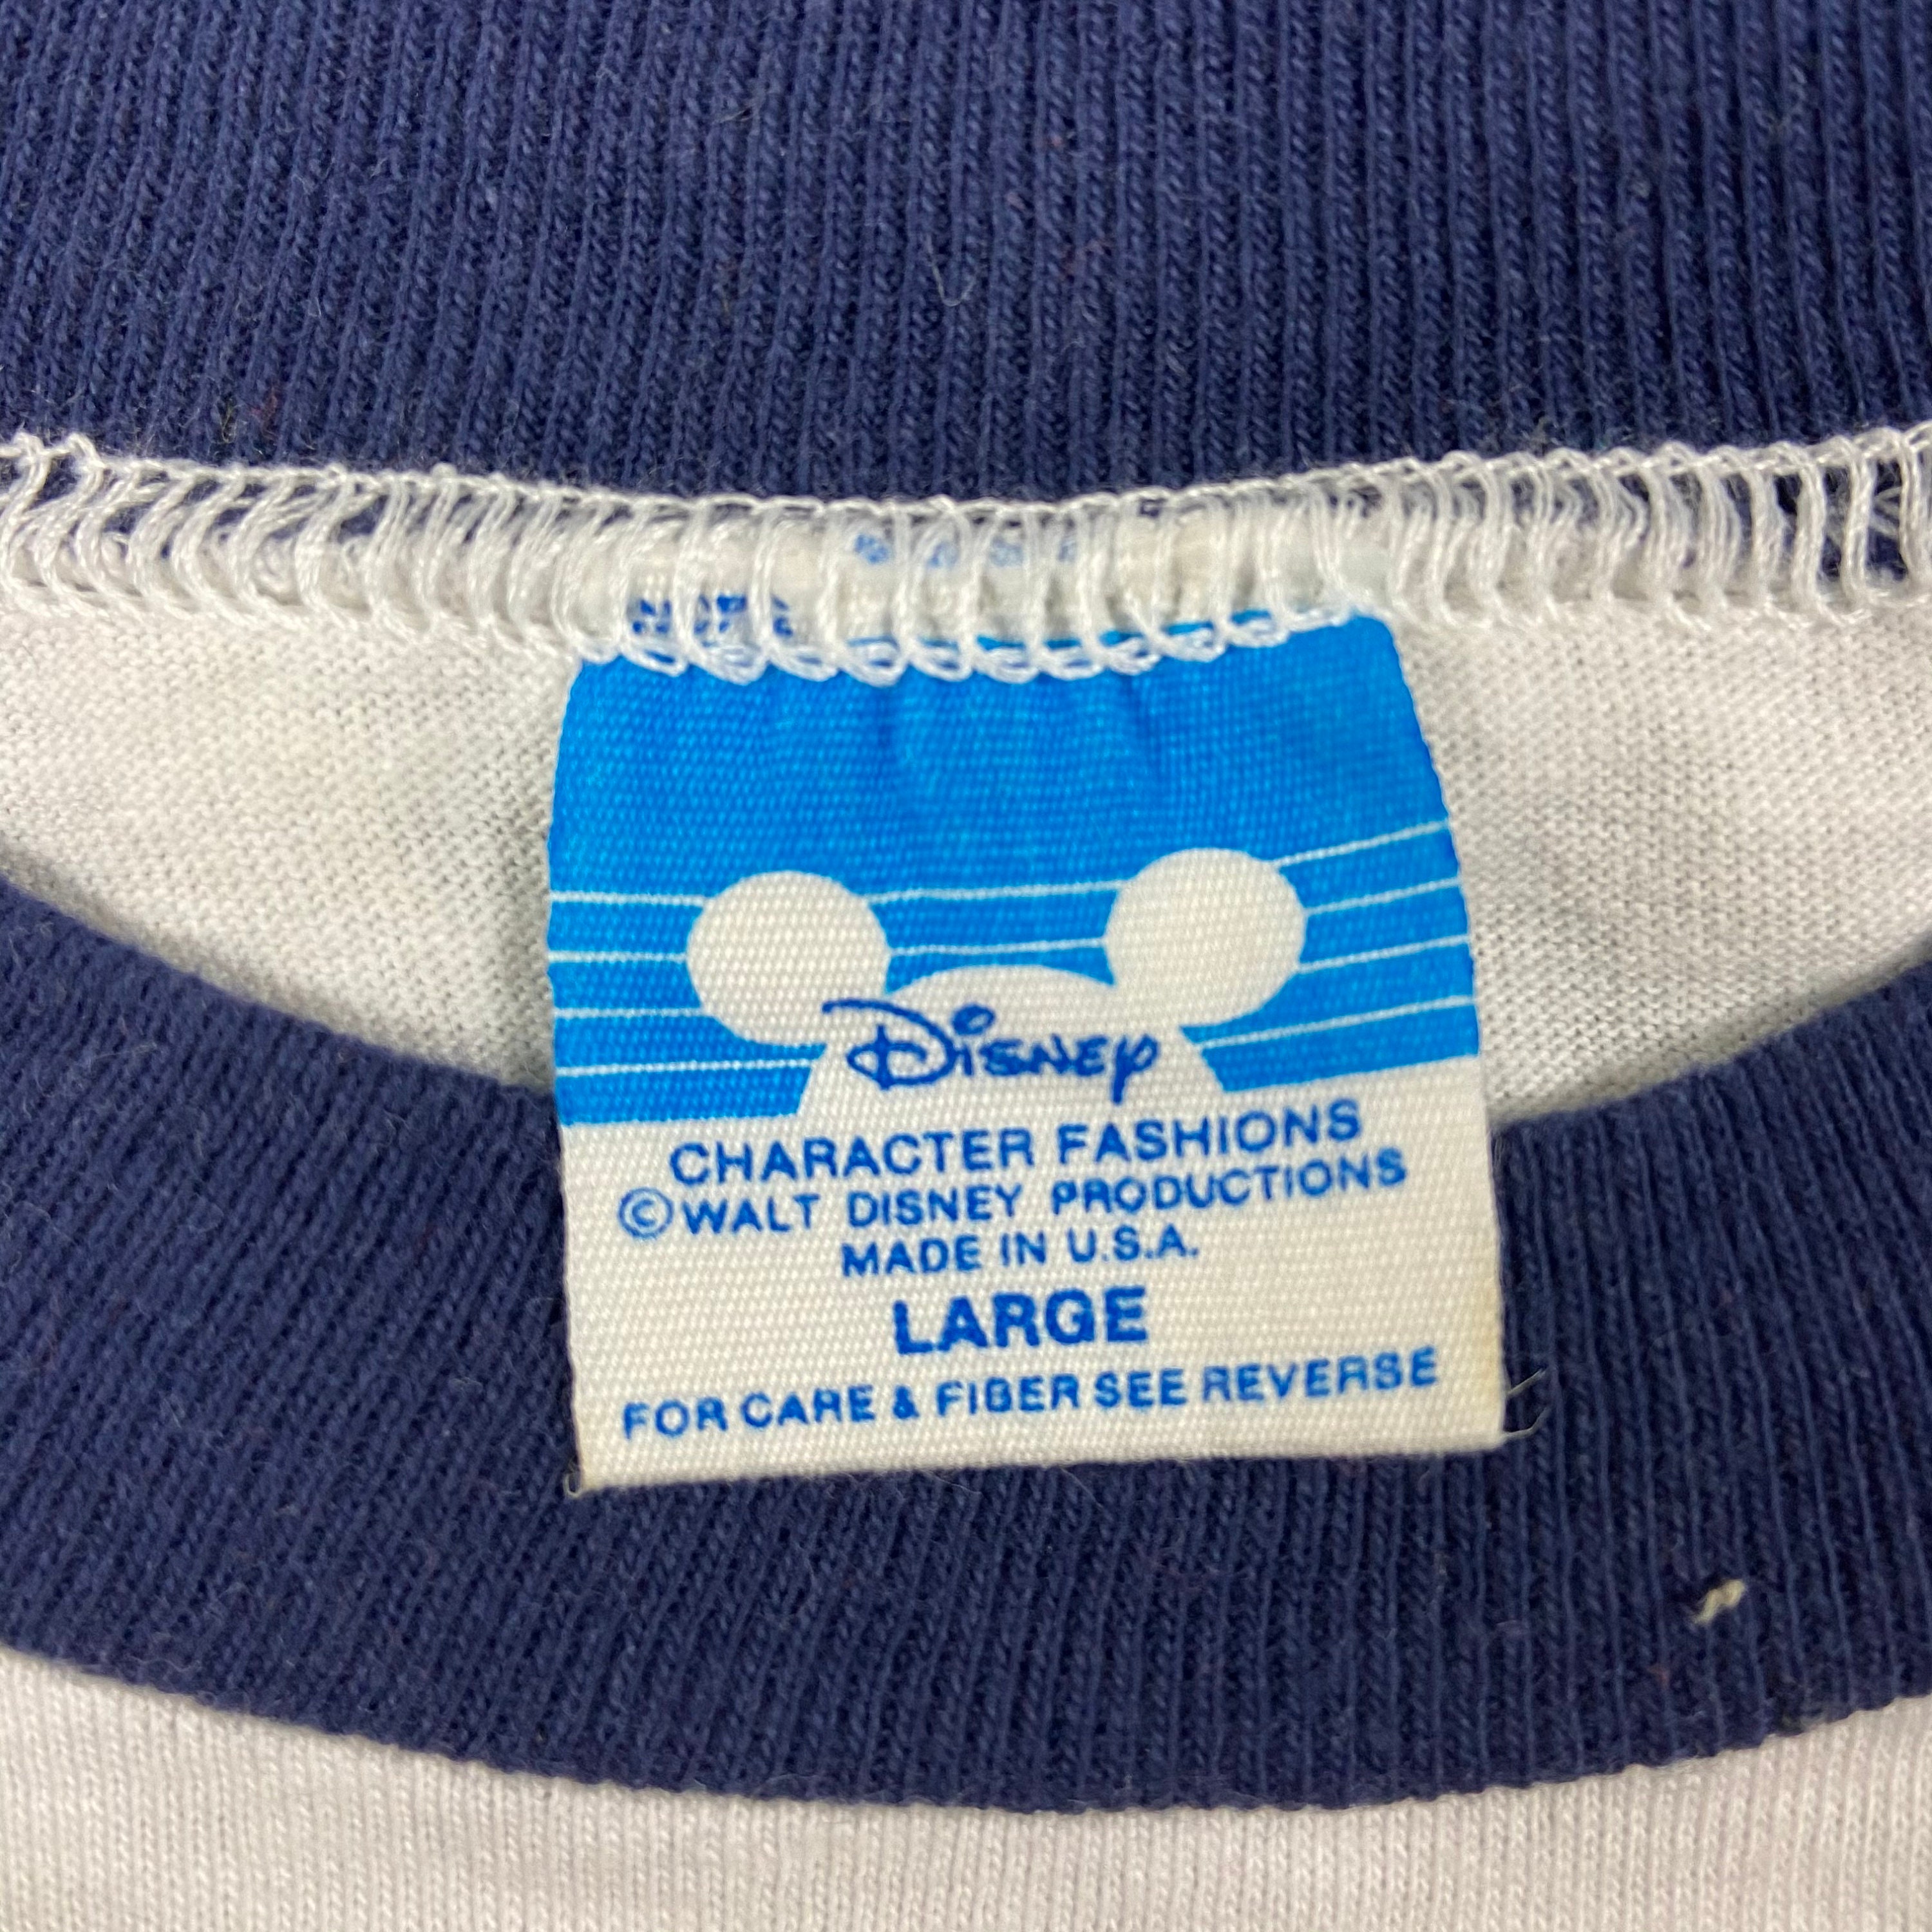 Disney
CHARACTER FASHIONS
©WALT DISNEY PRODUCTIONS
MADE IN U.S.A.
LARGE
FOR CARE & FIBER SEE REVERSE